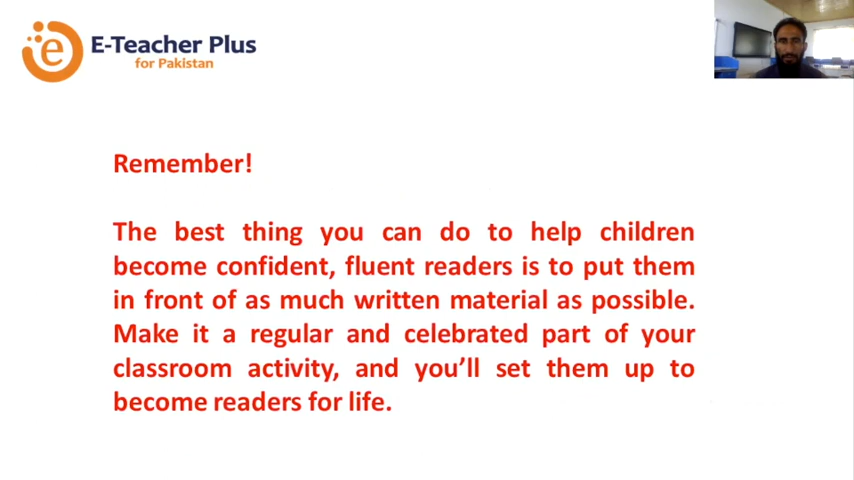 e E-Teacher Plus
for Pakistan
Remember!
The best thing you can do to help children
become confident, fluent readers is to put them
in front of as much written material as possible.
Make it a regular and celebrated part of your
classroom activity, and you’ll set them up to
become readers for life.